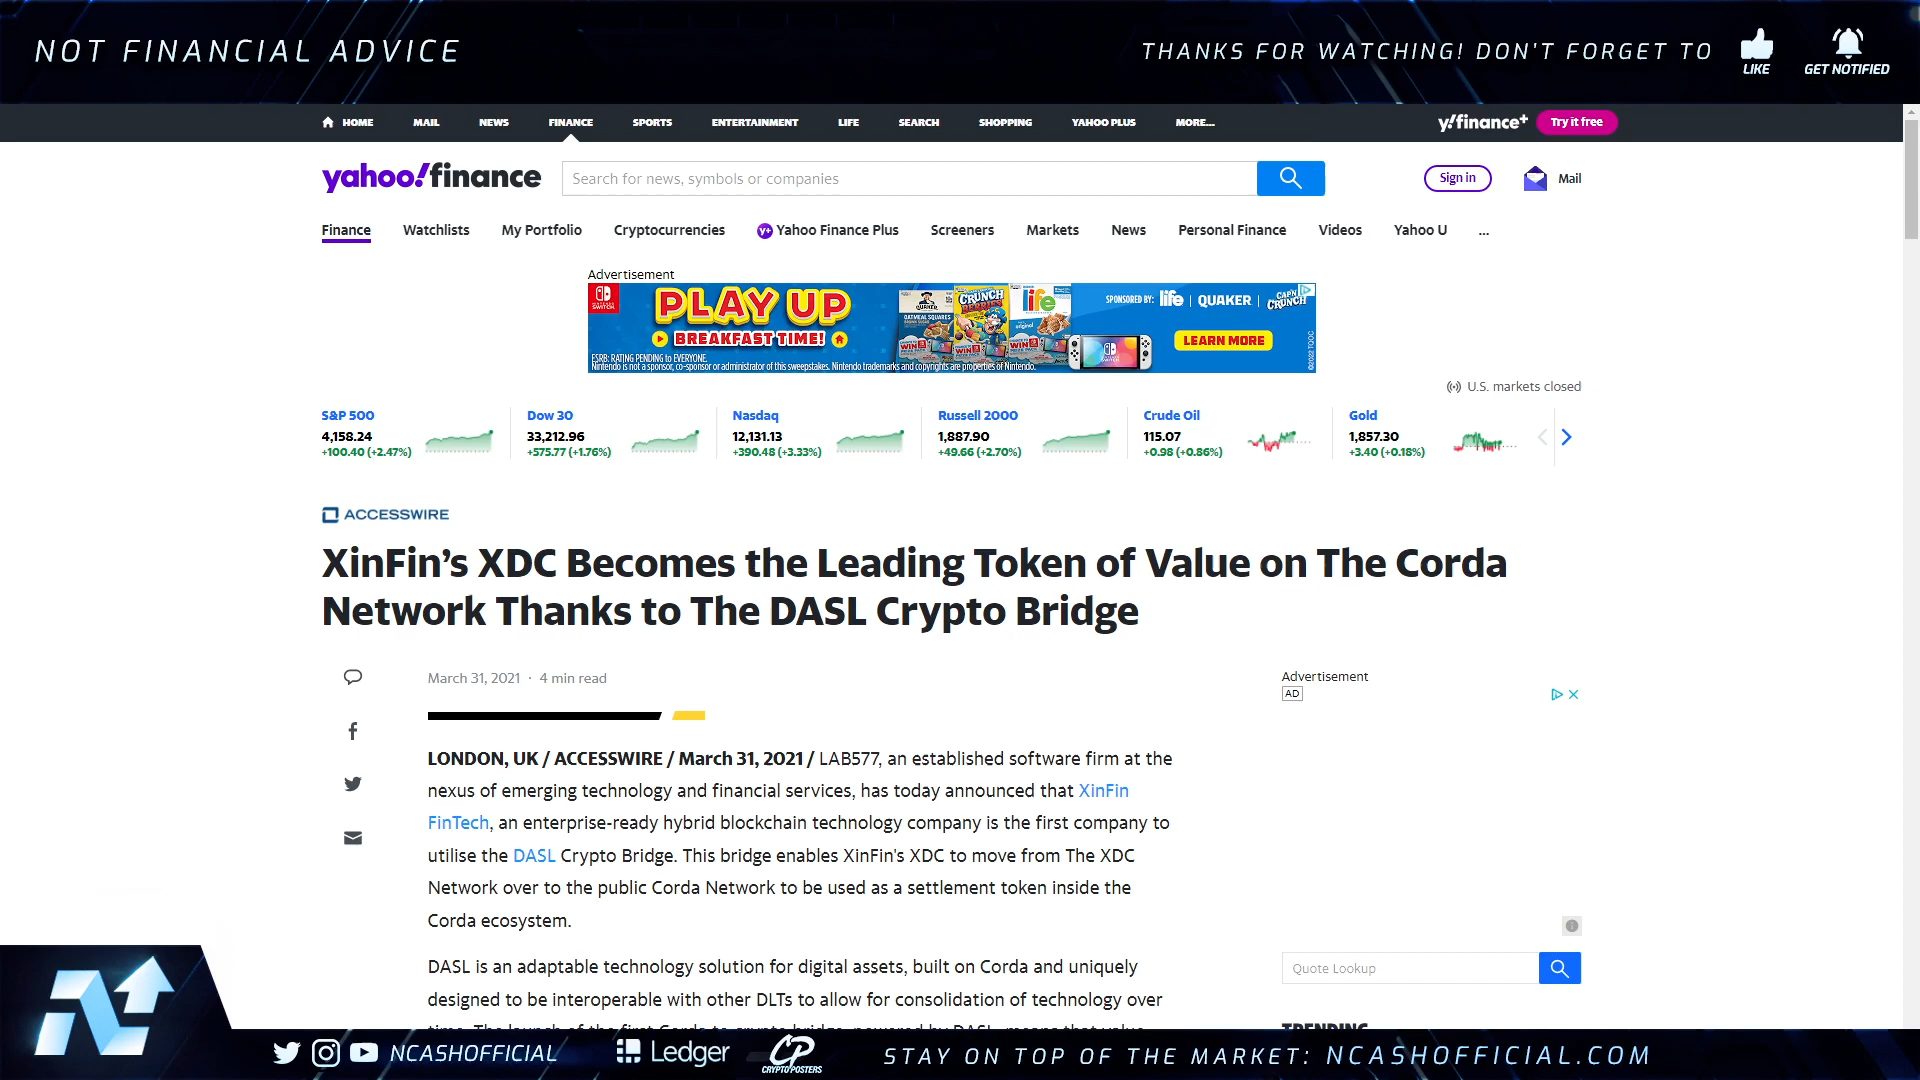 NOT FINANCIAL ADVICE
THANKS FOR WATCHING! DON'T FORGET TO
LIKE
GET NOTIFIED
HOME MAIL NEWS FINANCE SPORTS ENTERTAINMENT LIFE SEARCH SHOPPING YAHOO PLUS MORE...
y!finance+ Try it free
yahoo!finance
Search for news, symbols or companies
Sign in
Mail
Finance Watchlists My Portfolio Cryptocurrencies Yahoo Finance Plus Screeners Markets News Personal Finance Videos Yahoo U ...
Advertisement
PLAY UP
BREAKFAST TIME!
ESRB: RATING PENDING to EVERYONE.
Nintendo is not a sponsor, co-sponsor or administrator of this sweepstakes. Nintendo trademarks and copyrights are properties of Nintendo.
SPONSORED BY: life | QUAKER | CAP'N CRUNCH
LEARN MORE
U.S. markets closed
S&P 500 Dow 30 Nasdaq Russell 2000 Crude Oil Gold
4,158.24 33,212.96 12,131.13 1,887.90 115.07 1,857.30
+100.40 (+2.47%) +575.77 (+1.76%) +390.48 (+3.33%) +49.66 (+2.70%) +0.98 (+0.86%) +3.40 (+0.18%)
ACCESSWIRE
XinFin's XDC Becomes the Leading Token of Value on The Corda
Network Thanks to The DASL Crypto Bridge
March 31, 2021 · 4 min read
Advertisement
AD
LONDON, UK / ACCESSWIRE / March 31, 2021 / LAB577, an established software firm at the
nexus of emerging technology and financial services, has today announced that XinFin
FinTech, an enterprise-ready hybrid blockchain technology company is the first company to
utilise the DASL Crypto Bridge. This bridge enables XinFin's XDC to move from The XDC
Network over to the public Corda Network to be used as a settlement token inside the
Corda ecosystem.
DASL is an adaptable technology solution for digital assets, built on Corda and uniquely
designed to be interoperable with other DLTs to allow for consolidation of technology over
Quote Lookup
TRENDING
NCASHOFFICIAL
Ledger
CP
CRYPTOPOSTERS
STAY ON TOP OF THE MARKET: NCASHOFFICIAL.COM